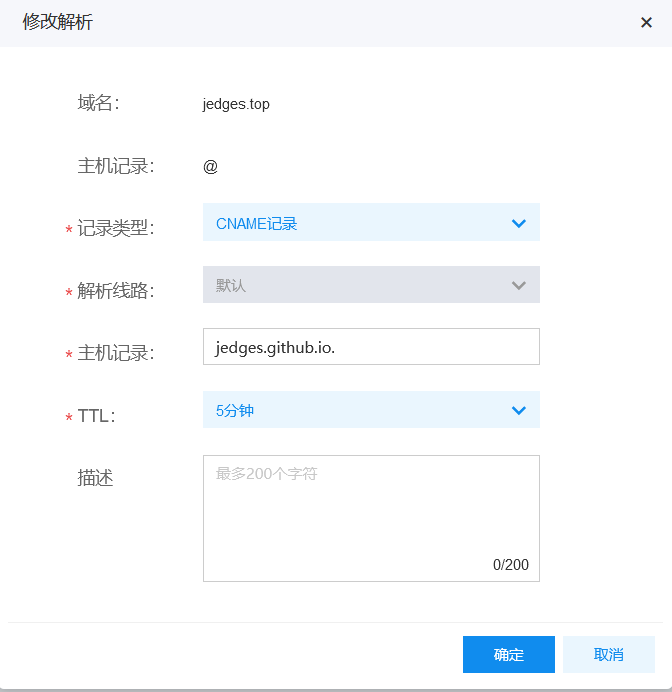 修改解析
域名： jedges.top
主机记录： @
* 记录类型： CNAME记录
* 解析线路： 默认
* 主机记录： jedges.github.io.
* TTL： 5分钟
描述 最多200个字符
0/200
确定 取消